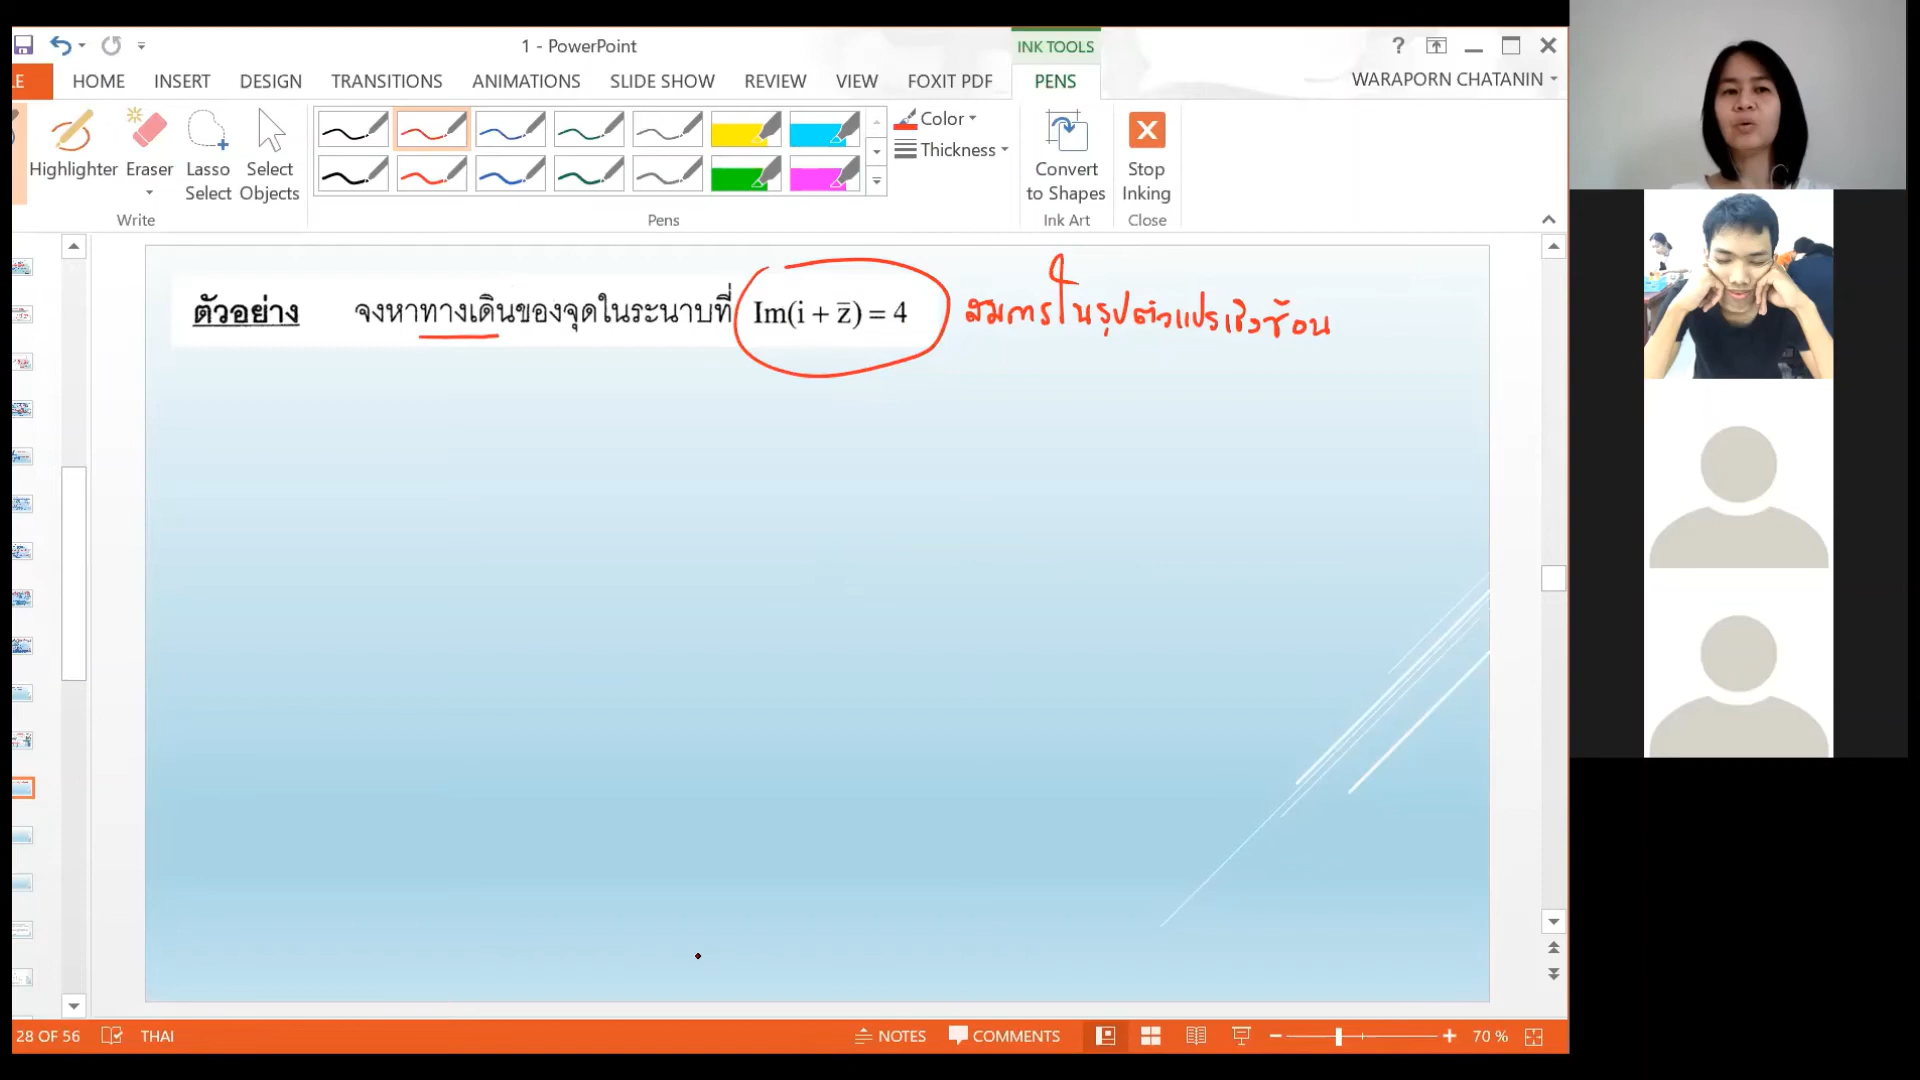 1 - PowerPoint
INK TOOLS
HOME INSERT DESIGN TRANSITIONS ANIMATIONS SLIDE SHOW REVIEW VIEW FOXIT PDF PENS
WARAPORN CHATANIN
Highlighter
Eraser
Lasso Select
Select Objects
Color
Thickness
Convert to Shapes
Stop Inking
Write
Pens
Ink Art
Close
ตัวอย่าง จงหาทางเดินของจุดในระนาบที่ Im(i + z̄) = 4 สมการในรูปตัวแปรเชิงซ้อน
28 OF 56 THAI NOTES COMMENTS 70 %